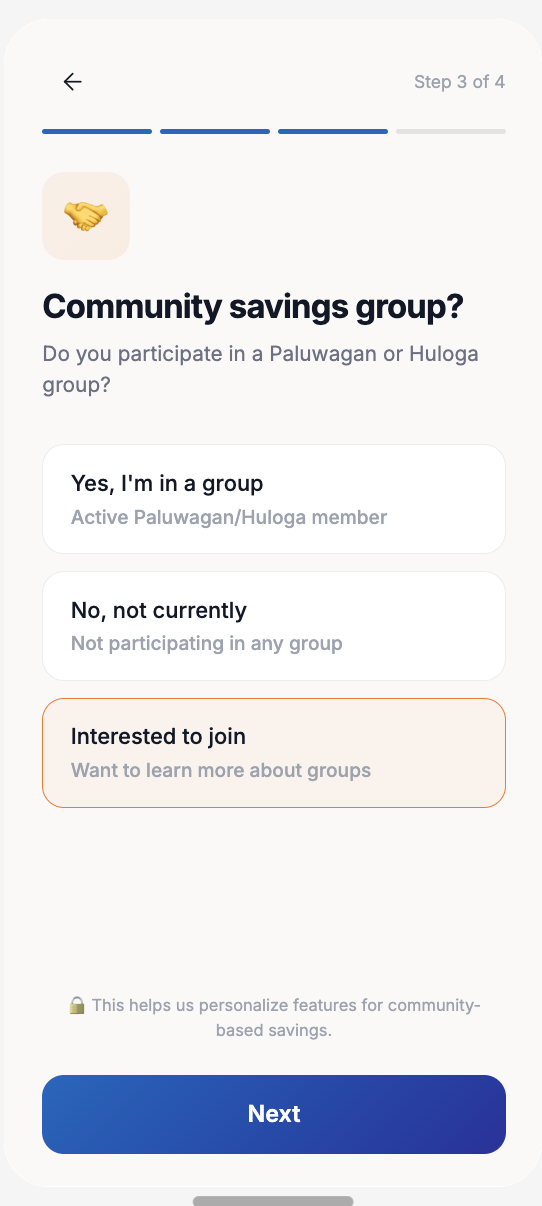 Step 3 of 4
Community savings group?
Do you participate in a Paluwagan or Huloga
group?
Yes, I'm in a group
Active Paluwagan/Huloga member
No, not currently
Not participating in any group
Interested to join
Want to learn more about groups
This helps us personalize features for community-
based savings.
Next